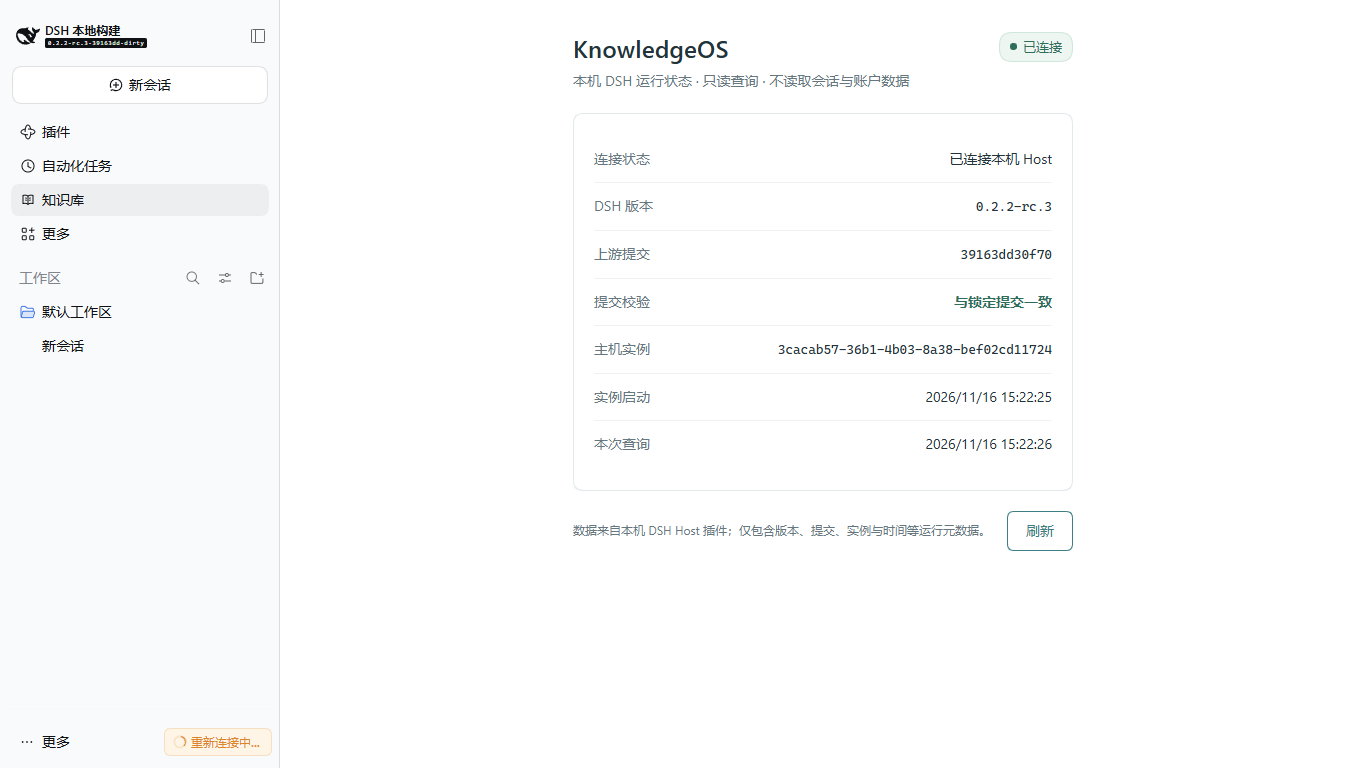 DSH 本地构建
0.2.2-rc.3-39163dd-dirty
新会话
插件
自动化任务
知识库
更多
工作区
默认工作区
新会话
更多
重新连接中...
KnowledgeOS
已连接
本机 DSH 运行状态 · 只读查询 · 不读取会话与账户数据
连接状态 已连接本机 Host
DSH 版本 0.2.2-rc.3
上游提交 39163dd30f70
提交校验 与锁定提交一致
主机实例 3cacab57-36b1-4b03-8a38-bef02cd11724
实例启动 2026/11/16 15:22:25
本次查询 2026/11/16 15:22:26
数据来自本机 DSH Host 插件；仅包含版本、提交、实例与时间等运行元数据。
刷新